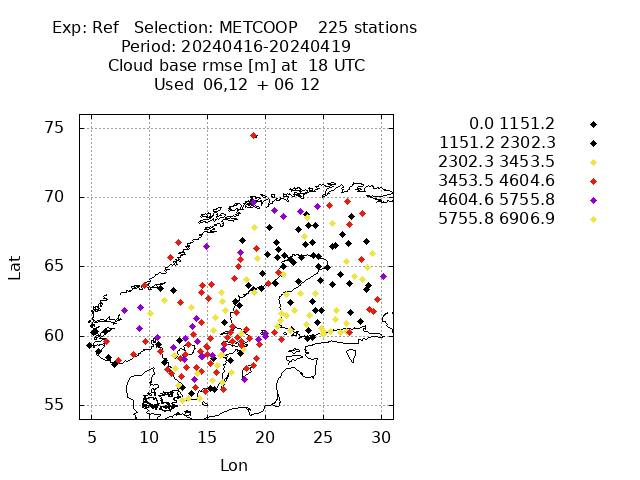 Exp: Ref   Selection: METCOOP    225 stations
Period: 20240416-20240419
Cloud base rmse [m] at  18 UTC
Used  06,12  + 06 12
75
70
65
60
55
5 10 15 20 25 30
Lat
Lon
0.0 1151.2
1151.2 2302.3
2302.3 3453.5
3453.5 4604.6
4604.6 5755.8
5755.8 6906.9